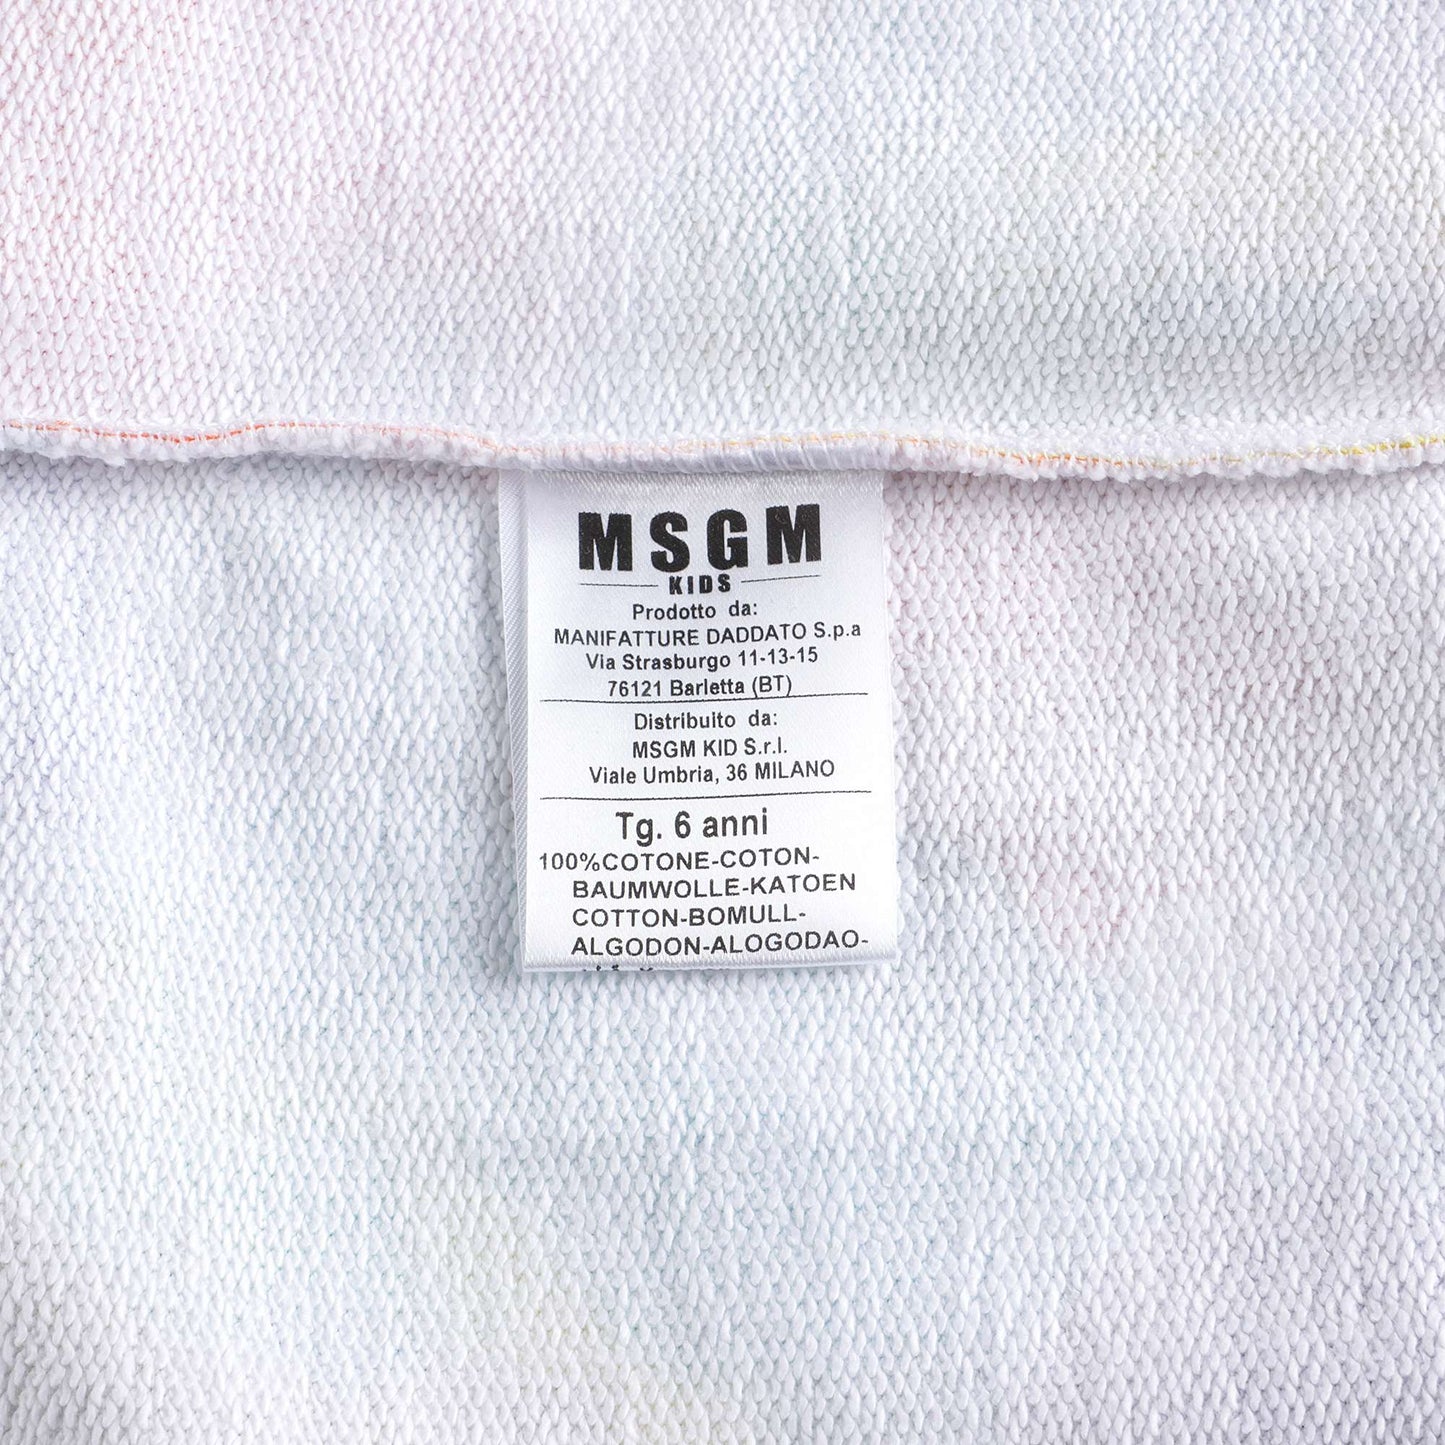 MSGM
KIDS
Prodotto da:
MANIFATTURE DADDATO S.p.a
Via Strasburgo 11-13-15
76121 Barletta (BT)
Distribuito da:
MSGM KID S.r.l.
Viale Umbria, 36 MILANO
Tg. 6 anni
100%COTONE-COTON-
BAUMWOLLE-KATOEN
COTTON-BOMULL-
ALGODON-ALOGODAO-